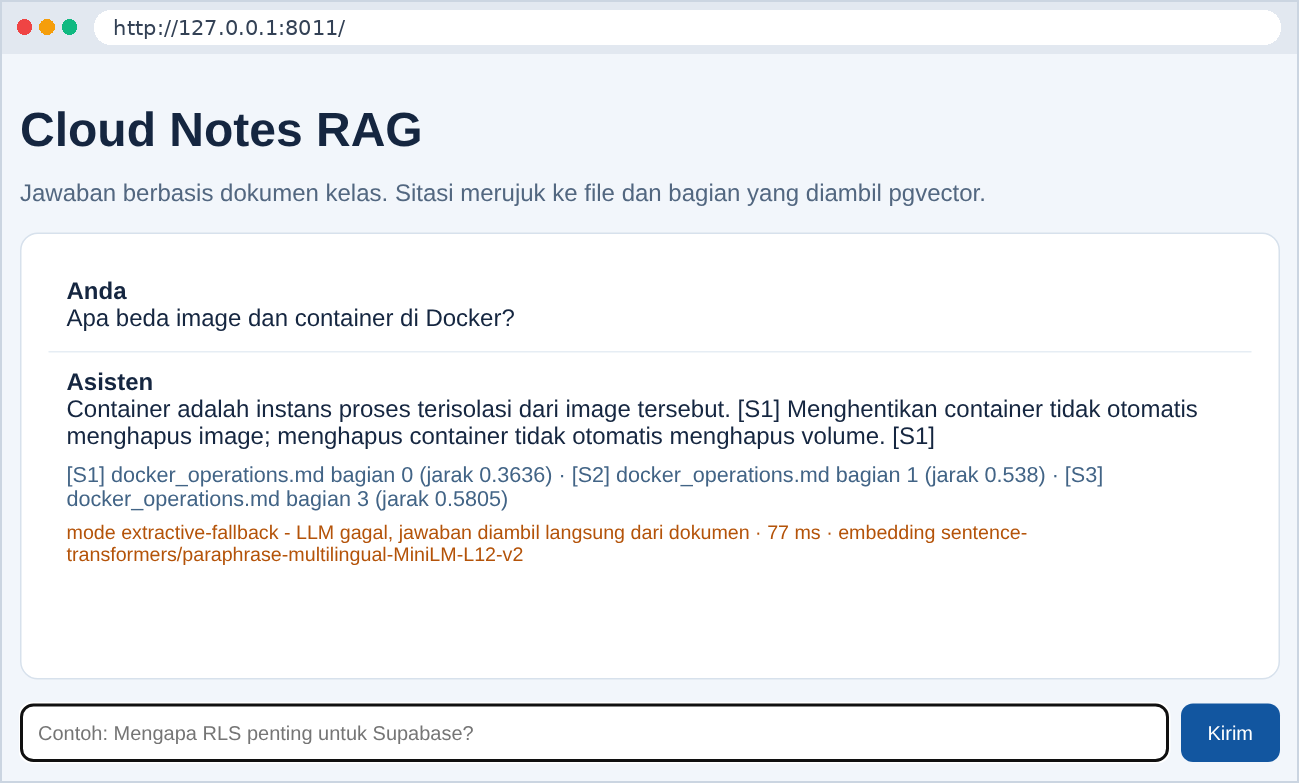 http://127.0.0.1:8011/
Cloud Notes RAG
Jawaban berbasis dokumen kelas. Sitasi merujuk ke file dan bagian yang diambil pgvector.
Anda
Apa beda image dan container di Docker?
Asisten
Container adalah instans proses terisolasi dari image tersebut. [S1] Menghentikan container tidak otomatis
menghapus image; menghapus container tidak otomatis menghapus volume. [S1]
[S1] docker_operations.md bagian 0 (jarak 0.3636) · [S2] docker_operations.md bagian 1 (jarak 0.538) · [S3]
docker_operations.md bagian 3 (jarak 0.5805)
mode extractive-fallback - LLM gagal, jawaban diambil langsung dari dokumen · 77 ms · embedding sentence-
transformers/paraphrase-multilingual-MiniLM-L12-v2
Contoh: Mengapa RLS penting untuk Supabase?
Kirim